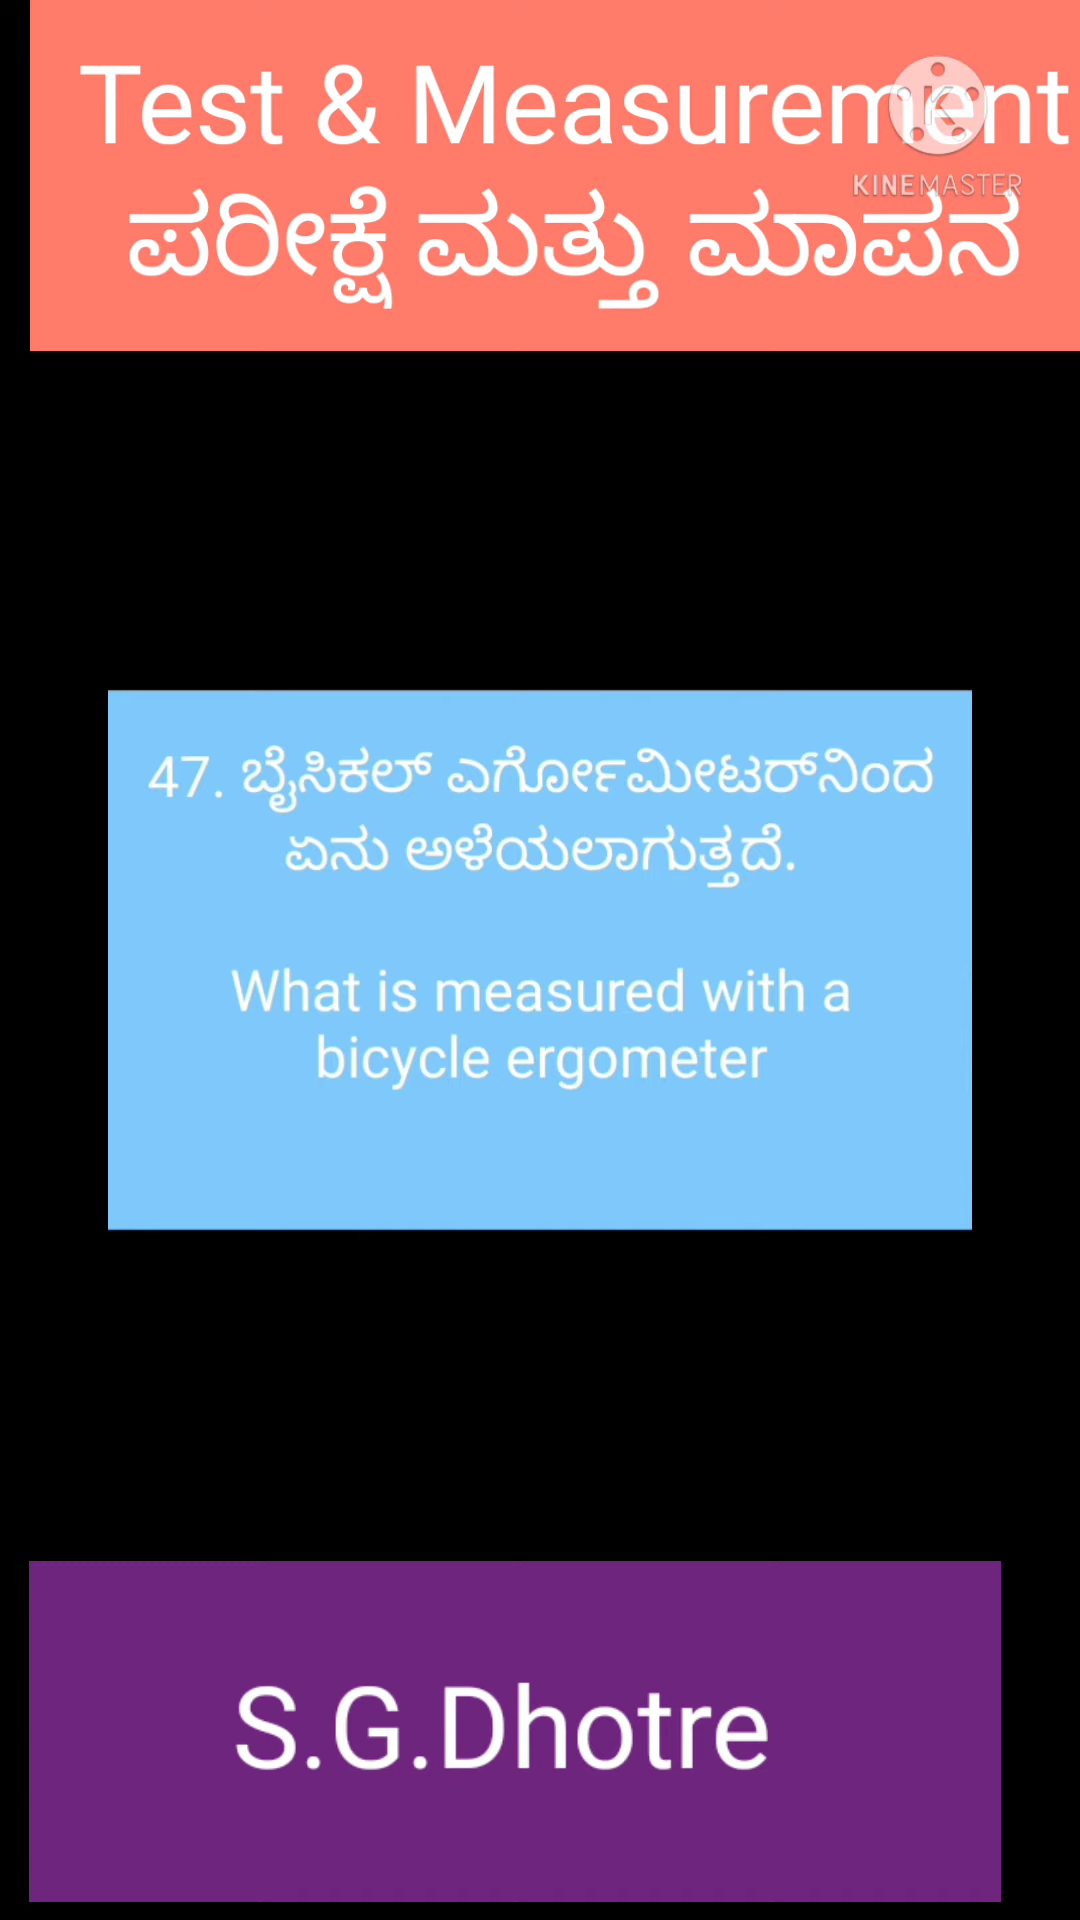 Test & Measurement
KINEMASTER
ಪರೀಕ್ಷೆ ಮತ್ತು ಮಾಪನ
47. ಬೈಸಿಕಲ್ ಎರ್ಗೋಮೀಟರ್‌ನಿಂದ
ಏನು ಅಳೆಯಲಾಗುತ್ತದೆ.
What is measured with a
bicycle ergometer
S.G.Dhotre